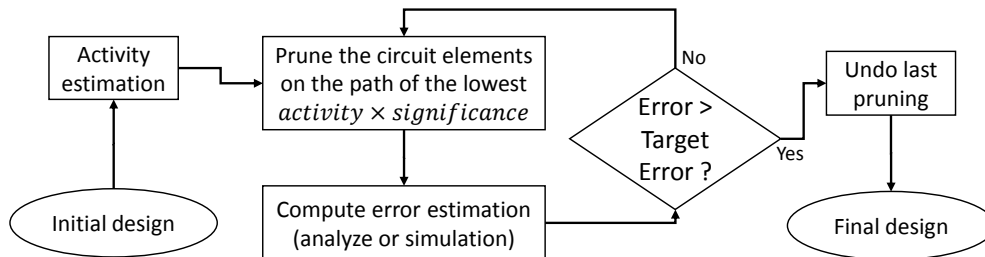 Initial design
Activity
estimation
Prune the circuit elements
on the path of the lowest
activity × significance
Compute error estimation
(analyze or simulation)
Error >
Target
Error ?
No
Yes
Undo last
pruning
Final design